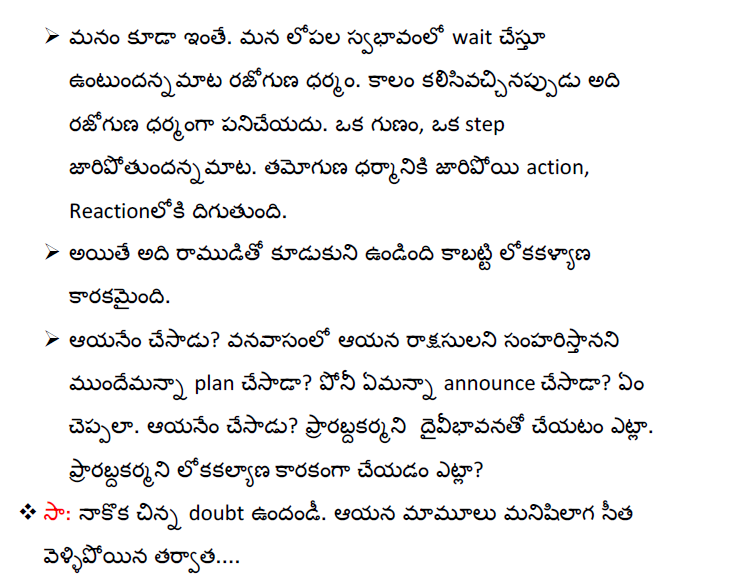 ➢ మనం కూడా ఇంతే. మన లోపల స్వభావంలో wait చేస్తూ
ఉంటుందన్నమాట రజోగుణ ధర్మం. కాలం కలిసివచ్చినప్పుడు అది
రజోగుణ ధర్మంగా పనిచేయదు. ఒక గుణం, ఒక step
జారిపోతుందన్నమాట. తమోగుణ ధర్మానికి జారిపోయి action,
Reactionలోకి దిగుతుంది.
➢ అయితే అది రాముడితో కూడుకుని ఉండింది కాబట్టి లోకకళ్యాణ
కారకమైంది.
➢ ఆయనేం చేసాడు? వనవాసంలో ఆయన రాక్షసులని సంహరిస్తానని
ముందేమన్నా plan చేసాడా? పోనీ ఏమన్నా announce చేసాడా? ఏం
చెప్పలా. ఆయనేం చేసాడు? ప్రారబ్దకర్మని దైవీభావనతో చేయటం ఎట్లా.
ప్రారబ్దకర్మని లోకకల్యాణ కారకంగా చేయడం ఎట్లా?
❖ సా: నాకొక చిన్న doubt ఉందండీ. ఆయన మామూలు మనిషిలాగ సీత
వెళ్ళిపోయిన తర్వాత....